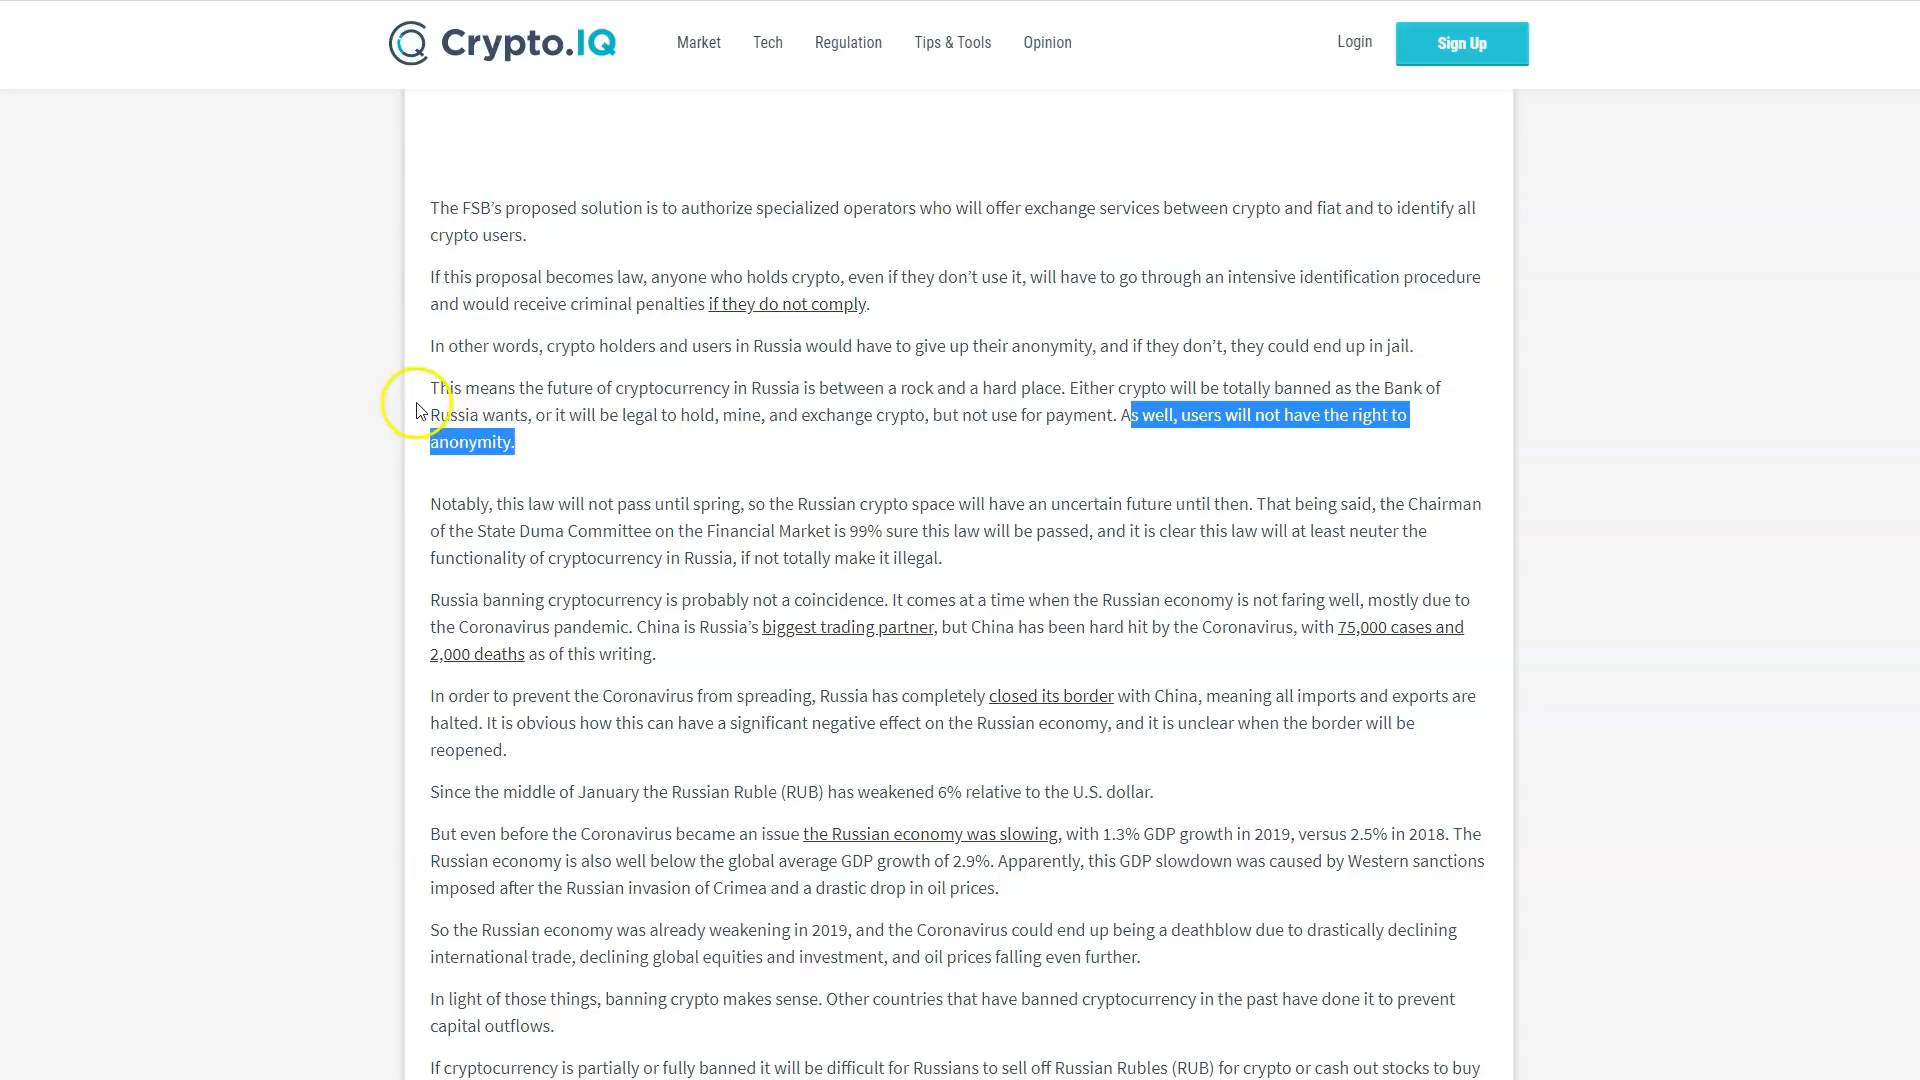 Crypto.IQ
Market Tech Regulation Tips & Tools Opinion
Login
Sign Up
The FSB’s proposed solution is to authorize specialized operators who will offer exchange services between crypto and fiat and to identify all
crypto users.
If this proposal becomes law, anyone who holds crypto, even if they don’t use it, will have to go through an intensive identification procedure
and would receive criminal penalties if they do not comply.
In other words, crypto holders and users in Russia would have to give up their anonymity, and if they don’t, they could end up in jail.
This means the future of cryptocurrency in Russia is between a rock and a hard place. Either crypto will be totally banned as the Bank of
Russia wants, or it will be legal to hold, mine, and exchange crypto, but not use for payment. As well, users will not have the right to
anonymity.
Notably, this law will not pass until spring, so the Russian crypto space will have an uncertain future until then. That being said, the Chairman
of the State Duma Committee on the Financial Market is 99% sure this law will be passed, and it is clear this law will at least neuter the
functionality of cryptocurrency in Russia, if not totally make it illegal.
Russia banning cryptocurrency is probably not a coincidence. It comes at a time when the Russian economy is not faring well, mostly due to
the Coronavirus pandemic. China is Russia’s biggest trading partner, but China has been hard hit by the Coronavirus, with 75,000 cases and
2,000 deaths as of this writing.
In order to prevent the Coronavirus from spreading, Russia has completely closed its border with China, meaning all imports and exports are
halted. It is obvious how this can have a significant negative effect on the Russian economy, and it is unclear when the border will be
reopened.
Since the middle of January the Russian Ruble (RUB) has weakened 6% relative to the U.S. dollar.
But even before the Coronavirus became an issue the Russian economy was slowing, with 1.3% GDP growth in 2019, versus 2.5% in 2018. The
Russian economy is also well below the global average GDP growth of 2.9%. Apparently, this GDP slowdown was caused by Western sanctions
imposed after the Russian invasion of Crimea and a drastic drop in oil prices.
So the Russian economy was already weakening in 2019, and the Coronavirus could end up being a deathblow due to drastically declining
international trade, declining global equities and investment, and oil prices falling even further.
In light of those things, banning crypto makes sense. Other countries that have banned cryptocurrency in the past have done it to prevent
capital outflows.
If cryptocurrency is partially or fully banned it will be difficult for Russians to sell off Russian Rubles (RUB) for crypto or cash out stocks to buy